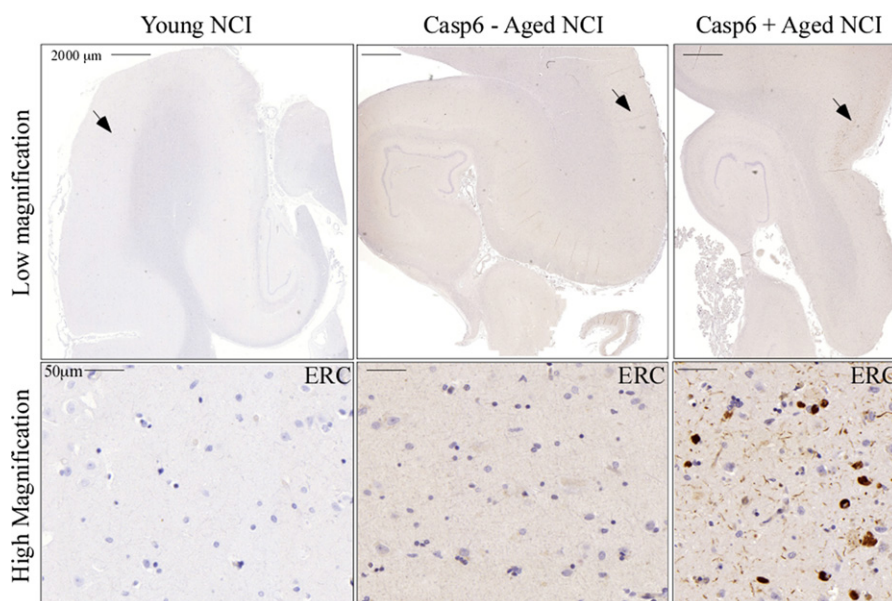 Young NCI
Casp6 - Aged NCI
Casp6 + Aged NCI
Low magnification
2000 μm
High Magnification
50μm
ERC
ERC
ERC